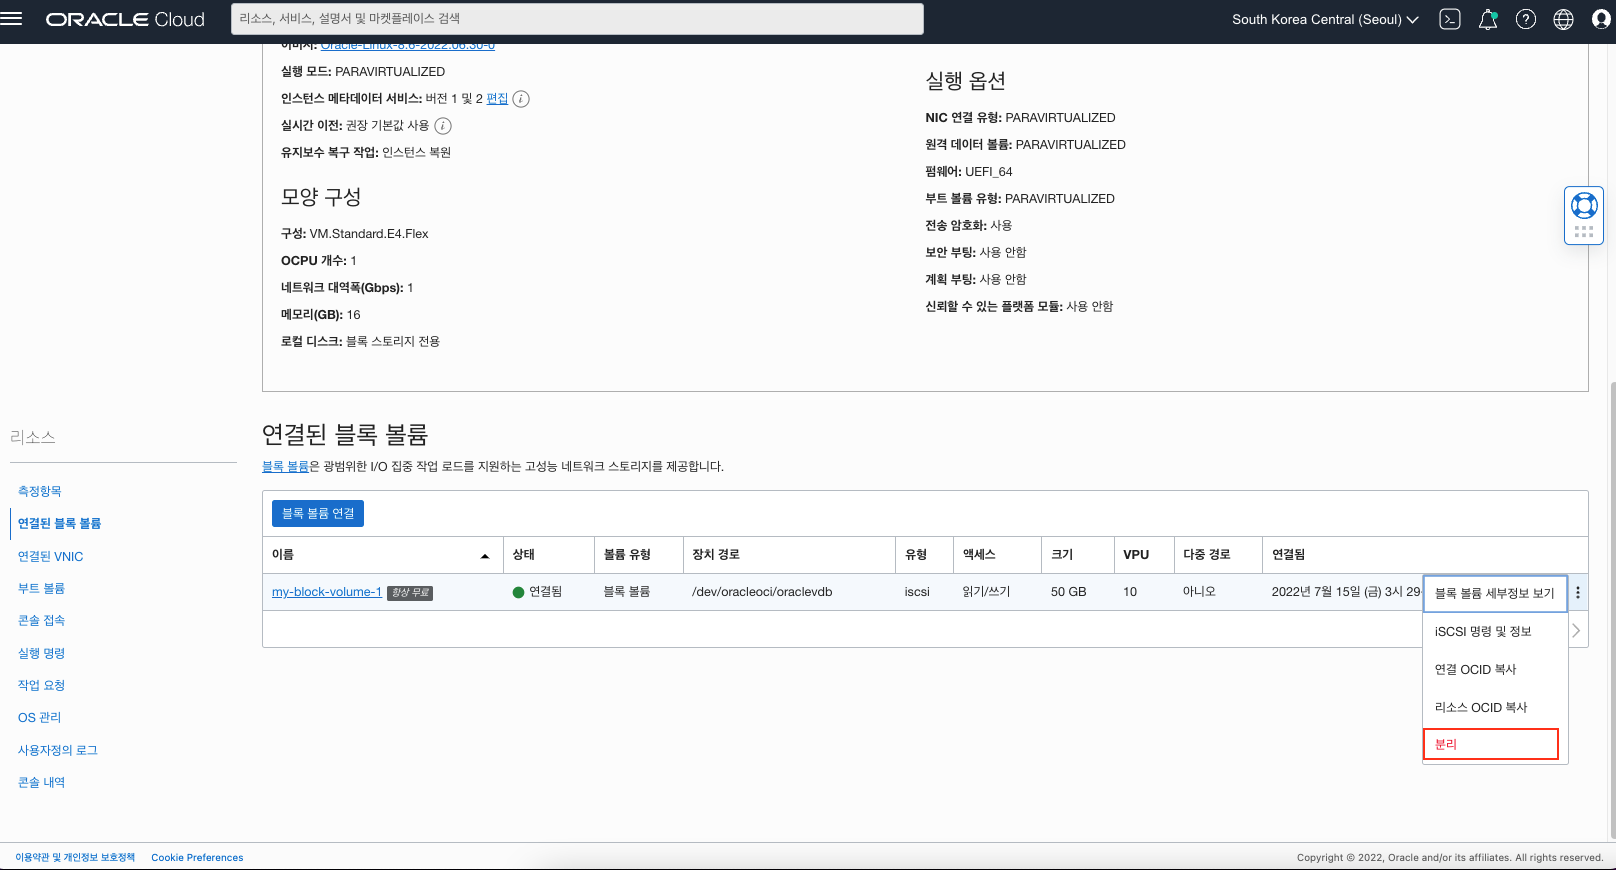 ORACLE Cloud
리소스, 서비스, 설명서 및 마켓플레이스 검색
South Korea Central (Seoul)
이미지: Oracle-Linux-8.6-2022.06.30-0
실행 모드: PARAVIRTUALIZED
인스턴스 메타데이터 서비스: 버전 1 및 2 편집
실시간 이전: 권장 기본값 사용
유지보수 복구 작업: 인스턴스 복원
모양 구성
구성: VM.Standard.E4.Flex
OCPU 개수: 1
네트워크 대역폭(Gbps): 1
메모리(GB): 16
로컬 디스크: 블록 스토리지 전용
실행 옵션
NIC 연결 유형: PARAVIRTUALIZED
원격 데이터 볼륨: PARAVIRTUALIZED
펌웨어: UEFI_64
부트 볼륨 유형: PARAVIRTUALIZED
전송 암호화: 사용
보안 부팅: 사용 안함
계획 부팅: 사용 안함
신뢰할 수 있는 플랫폼 모듈: 사용 안함
리소스
측정항목
연결된 블록 볼륨
연결된 VNIC
부트 볼륨
콘솔 접속
실행 명령
작업 요청
OS 관리
사용자정의 로그
콘솔 내역
연결된 블록 볼륨
블록 볼륨은 광범위한 I/O 집중 작업 로드를 지원하는 고성능 네트워크 스토리지를 제공합니다.
블록 볼륨 연결
이름 상태 볼륨 유형 장치 경로 유형 액세스 크기 VPU 다중 경로 연결됨
my-block-volume-1 항상 무료 연결됨 블록 볼륨 /dev/oracleoci/oraclevdb iscsi 읽기/쓰기 50 GB 10 아니오 2022년 7월 15일 (금) 3시 29
블록 볼륨 세부정보 보기
iSCSI 명령 및 정보
연결 OCID 복사
리소스 OCID 복사
분리
이용약관 및 개인정보 보호정책 Cookie Preferences
Copyright © 2022, Oracle and/or its affiliates. All rights reserved.